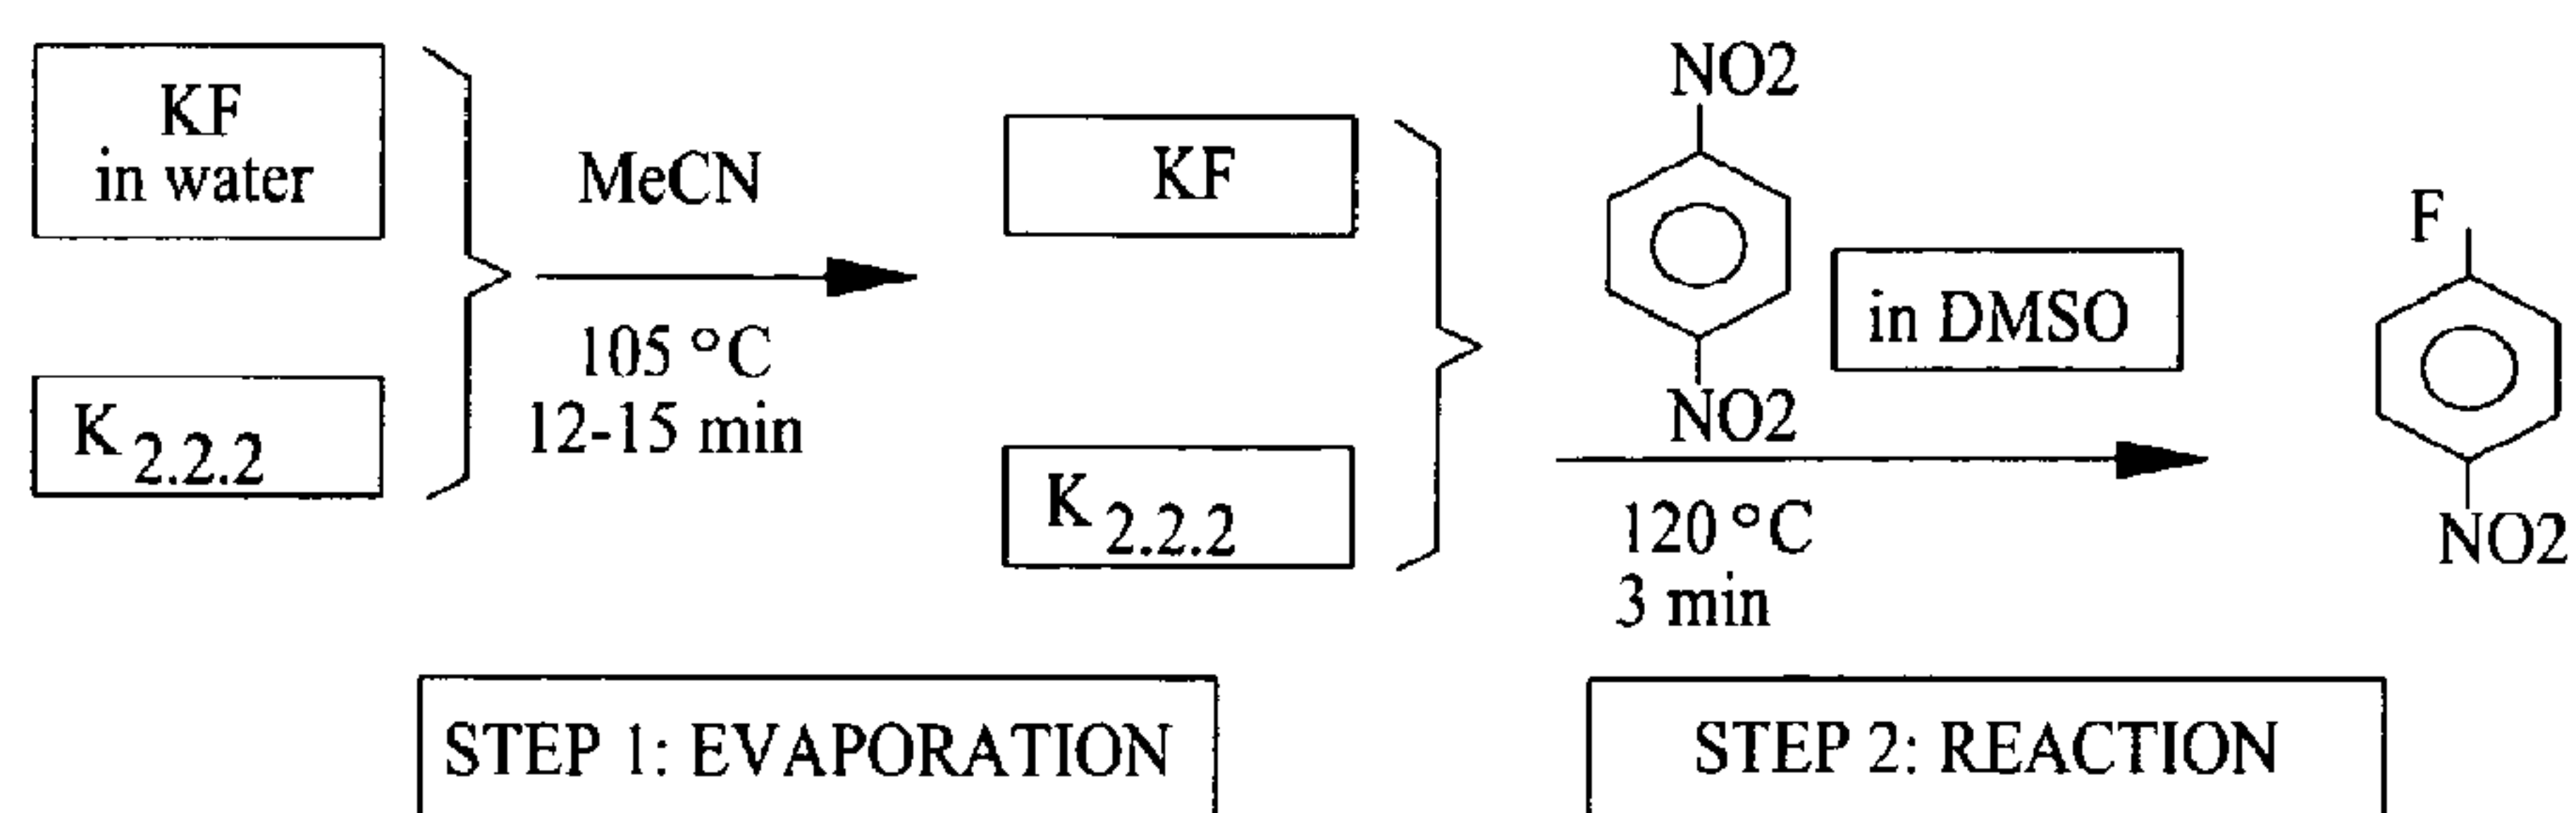 KF
in water
K 2.2.2
MeCN
105 °C
12-15 min
KF
K 2.2.2
NO2
NO2
in DMSO
120 °C
3 min
F
NO2
STEP 1: EVAPORATION
STEP 2: REACTION